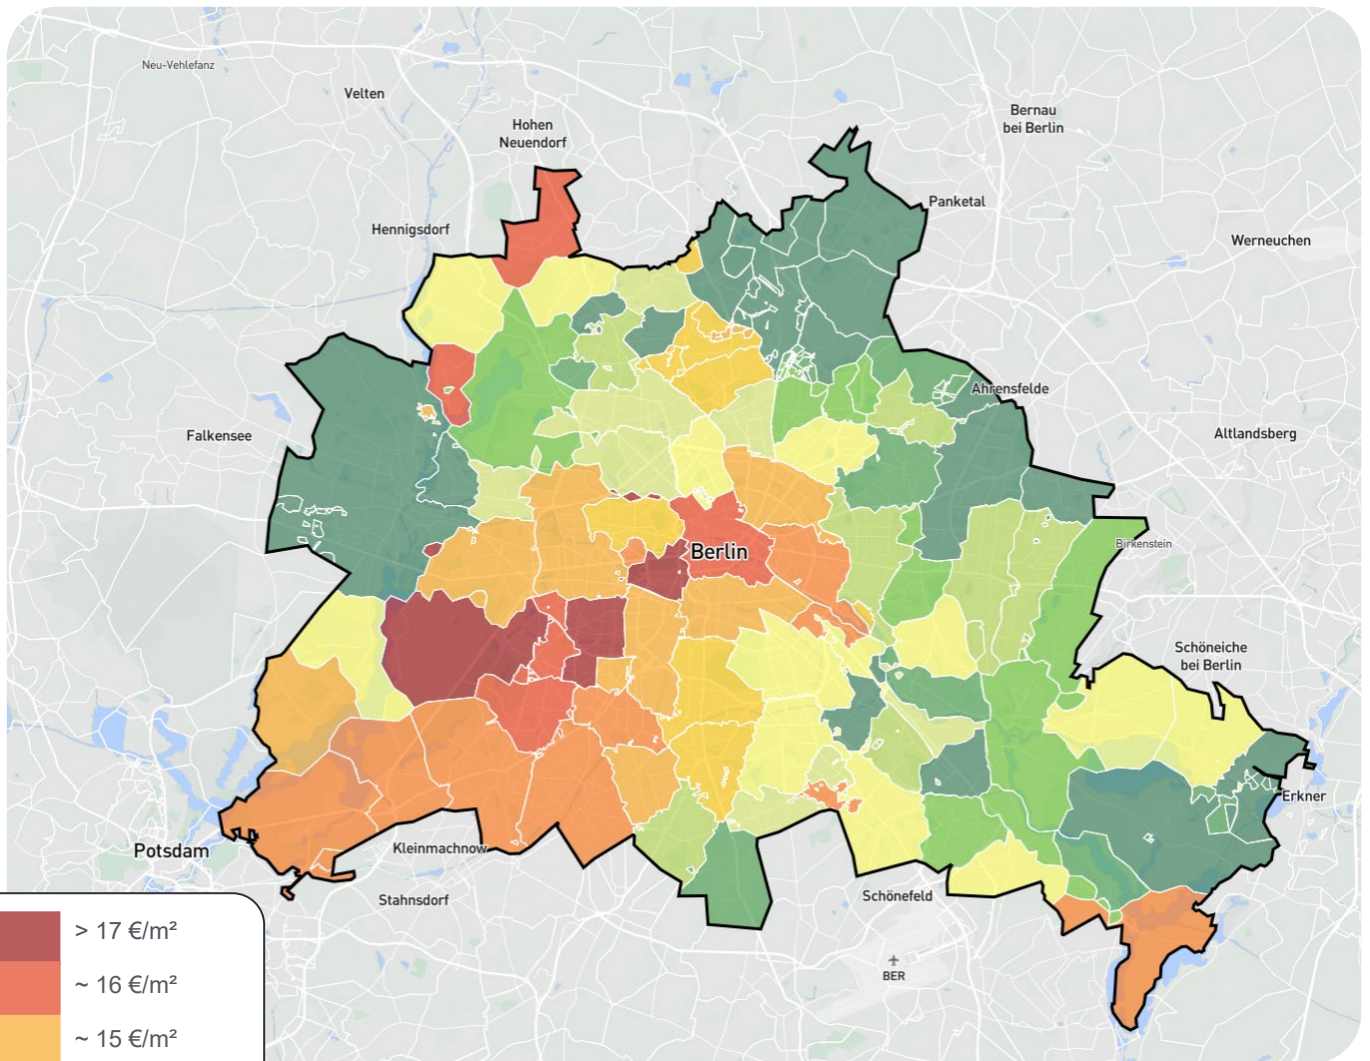 Neu-Vehlefanz
Velten
Bernau
bei Berlin
Hohen
Neuendorf
Panketal
Hennigsdorf
Werneuchen
Ahrensfelde
Falkensee
Altlandsberg
Berlin
Birkenstein
Schöneiche
bei Berlin
Erkner
Potsdam
Kleinmachnow
Stahnsdorf
Schönefeld
BER
> 17 €/m²
~ 16 €/m²
~ 15 €/m²